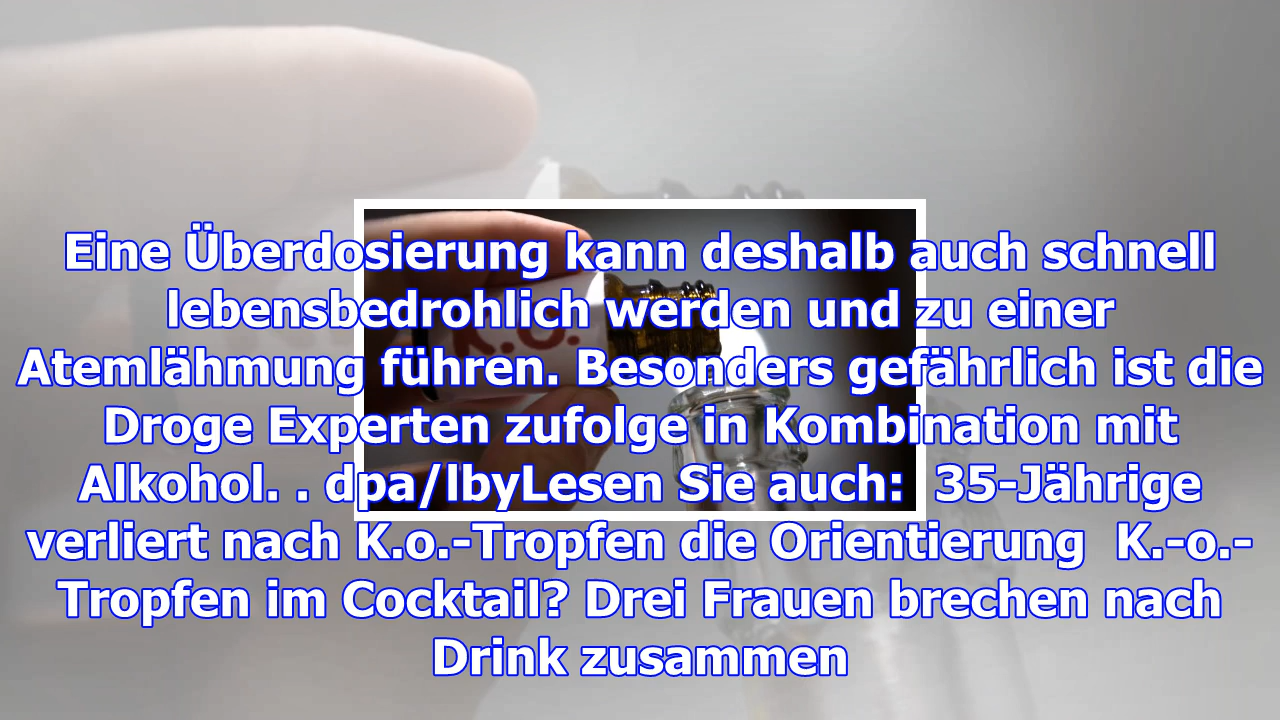 Eine Überdosierung kann deshalb auch schnell
lebensbedrohlich werden und zu einer
Atemlähmung führen. Besonders gefährlich ist die
Droge Experten zufolge in Kombination mit
Alkohol. . dpa/lbyLesen Sie auch:  35-Jährige
verliert nach K.o.-Tropfen die Orientierung  K.-o.-
Tropfen im Cocktail? Drei Frauen brechen nach
Drink zusammen
K.O.